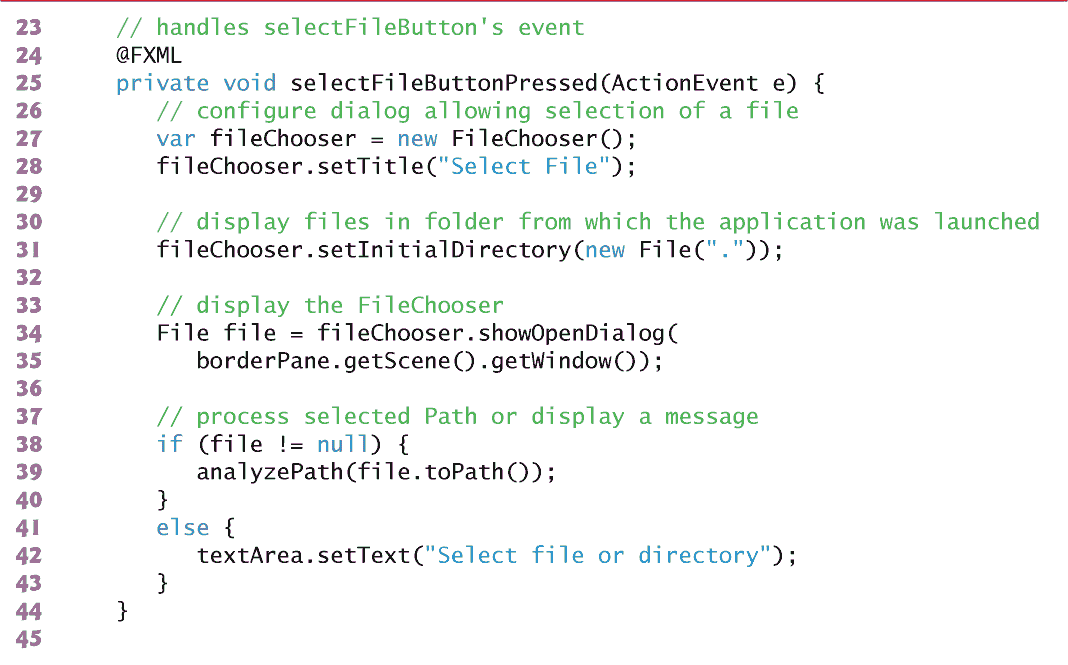 23 // handles selectFileButton's event
24 @FXML
25 private void selectFileButtonPressed(ActionEvent e) {
26 // configure dialog allowing selection of a file
27 var fileChooser = new FileChooser();
28 fileChooser.setTitle("Select File");
29
30 // display files in folder from which the application was launched
31 fileChooser.setInitialDirectory(new File("."));
32
33 // display the FileChooser
34 File file = fileChooser.showOpenDialog(
35 borderPane.getScene().getWindow());
36
37 // process selected Path or display a message
38 if (file != null) {
39 analyzePath(file.toPath());
40 }
41 else {
42 textArea.setText("Select file or directory");
43 }
44 }
45